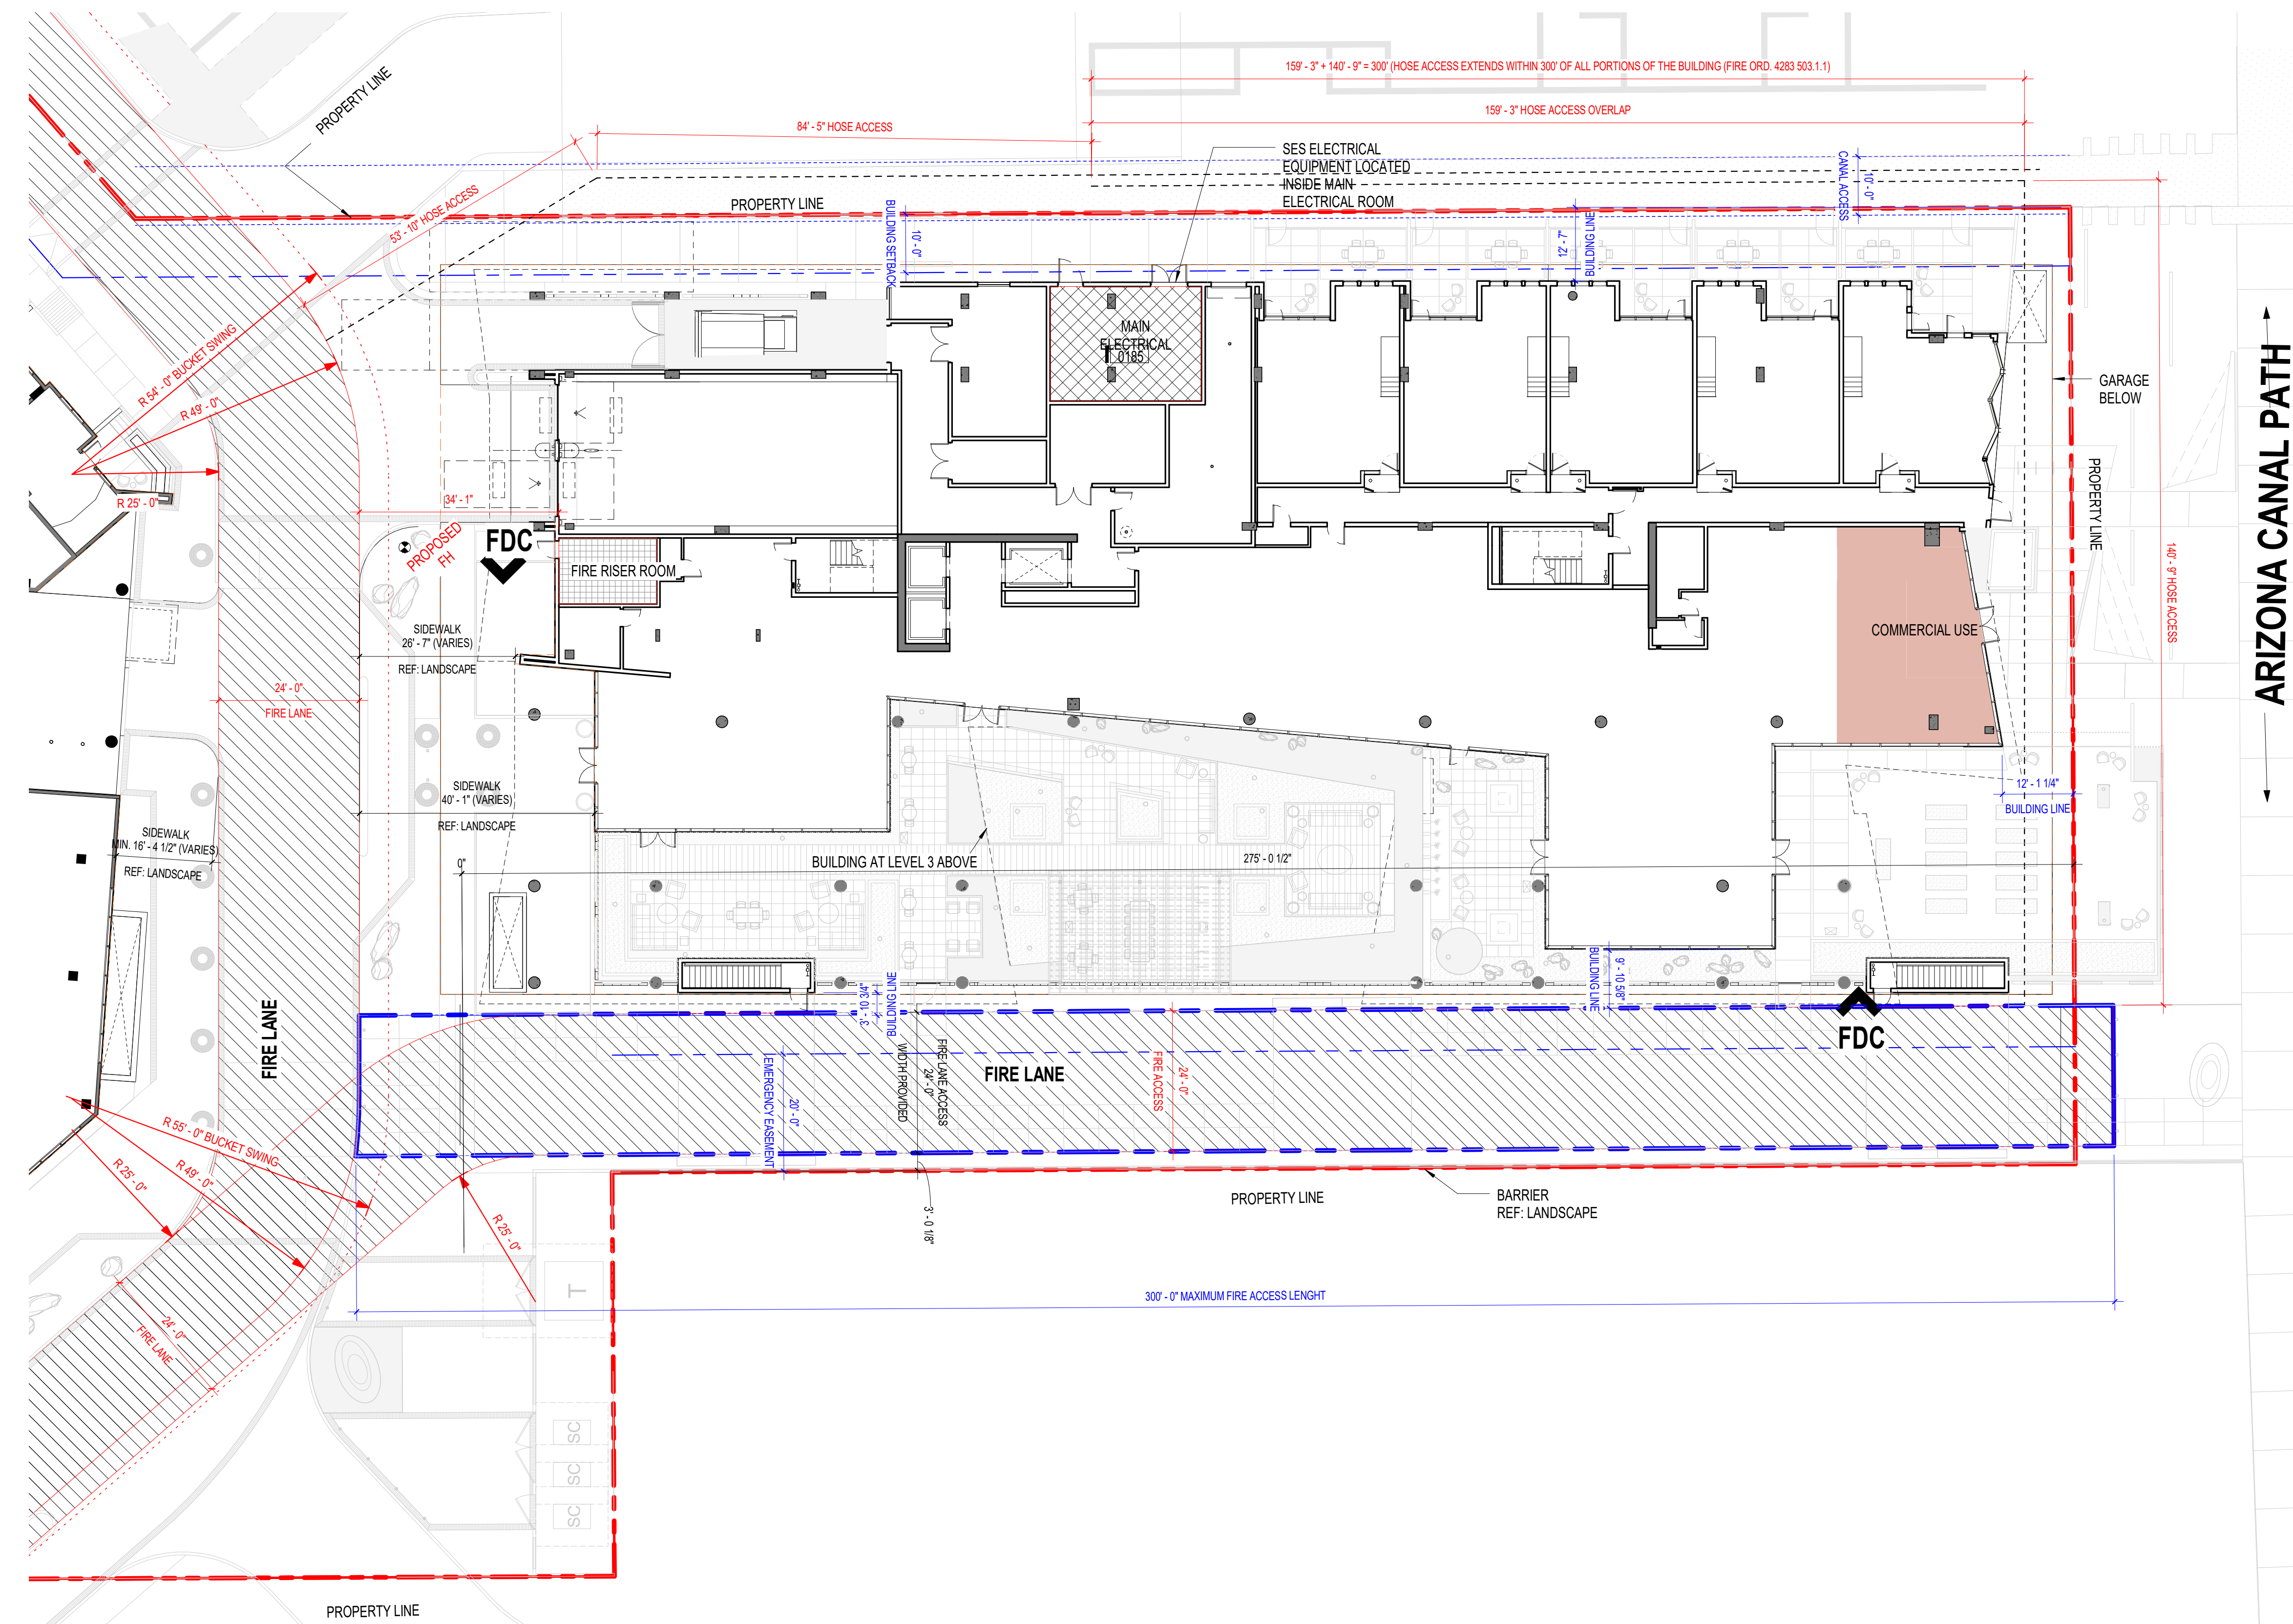 159' - 3" + 140' - 9" = 300' (HOSE ACCESS EXTENDS WITHIN 300' OF ALL PORTIONS OF THE BUILDING (FIRE ORD. 4283 503.1.1)
PROPERTY LINE
159' - 3" HOSE ACCESS OVERLAP
84' - 5" HOSE ACCESS
SES ELECTRICAL
EQUIPMENT LOCATED
INSIDE MAIN
ELECTRICAL ROOM
CANAL ACCESS
10' - 0"
53' - 10" HOSE ACCESS
PROPERTY LINE
BUILDING SETBACK
10' - 0"
12' - 7"
BUILDING LINE
R 54' - 0" BUCKET SWING
R 49' - 0"
R 25' - 0"
MAIN
ELECTRICAL
0185
GARAGE
BELOW
ARIZONA CANAL PATH
PROPERTY LINE
140' - 9" HOSE ACCESS
34' - 1"
PROPOSED
FH
FDC
FIRE RISER ROOM
SIDEWALK
26' - 7" (VARIES)
REF: LANDSCAPE
COMMERCIAL USE
24' - 0"
FIRE LANE
SIDEWALK
40' - 1" (VARIES)
REF: LANDSCAPE
12' - 1 1/4"
BUILDING LINE
SIDEWALK
MIN. 16' - 4 1/2" (VARIES)
REF: LANDSCAPE
0"
BUILDING AT LEVEL 3 ABOVE
275' - 0 1/2"
FIRE LANE
3' - 10 3/4"
BUILDING LINE
BUILDING LINE
9' - 10 5/8"
FDC
EMERGENCY EASEMENT
20' - 0"
WIDTH PROVIDED
24' - 0"
FIRE LANE ACCESS
FIRE LANE
FIRE ACCESS
24' - 0"
R 55' - 0" BUCKET SWING
R 49' - 0"
R 25' - 0"
R 25' - 0"
3' - 0 1/8"
PROPERTY LINE
BARRIER
REF: LANDSCAPE
T
300' - 0" MAXIMUM FIRE ACCESS LENGHT
24' - 0"
FIRE LANE
SC
SC
SC
PROPERTY LINE